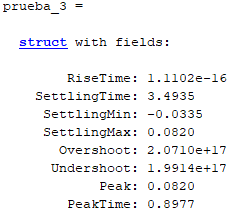 prueba_3 =
struct with fields:
RiseTime: 1.1102e-16
SettlingTime: 3.4935
SettlingMin: -0.0335
SettlingMax: 0.0820
Overshoot: 2.0710e+17
Undershoot: 1.9914e+17
Peak: 0.0820
PeakTime: 0.8977